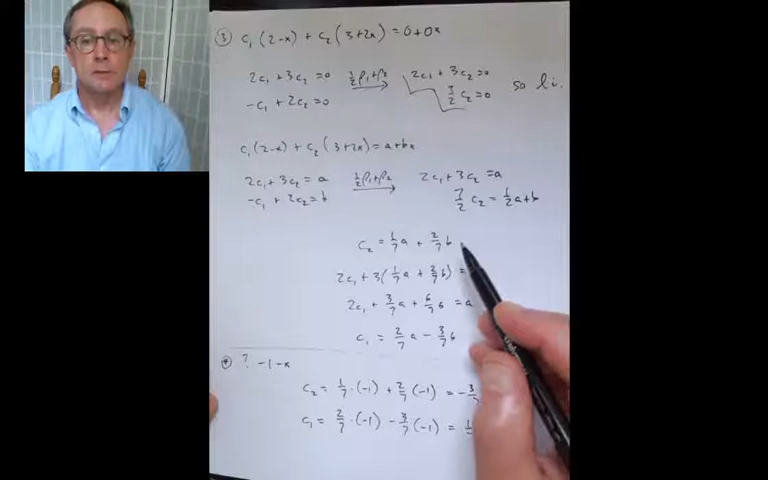 ③ c₁(2-x) + c₂(3+2x) = 0+0x
2c₁ + 3c₂ = 0 ½ρ₁+ρ₂ → 2c₁ + 3c₂ = 0
-c₁ + 2c₂ = 0 c₂ = 0 so l.i.
c₁(2-x) + c₂(3+2x) = a+bx
2c₁ + 3c₂ = a ½ρ₁+ρ₂ → 2c₁ + 3c₂ = a
-c₁ + 2c₂ = b 7/2 c₂ = ½a+b
c₂ = 1/7 a + 2/7 b
2c₁ + 3(1/7 a + 2/7 b) =
2c₁ + 3/7 a + 6/7 b = a
c₁ = 2/7 a - 3/7 b
④ ? -1-x
c₂ = 1/7·(-1) + 2/7(-1) = -3/
c₁ = 2/7·(-1) - 3/7(-1) =